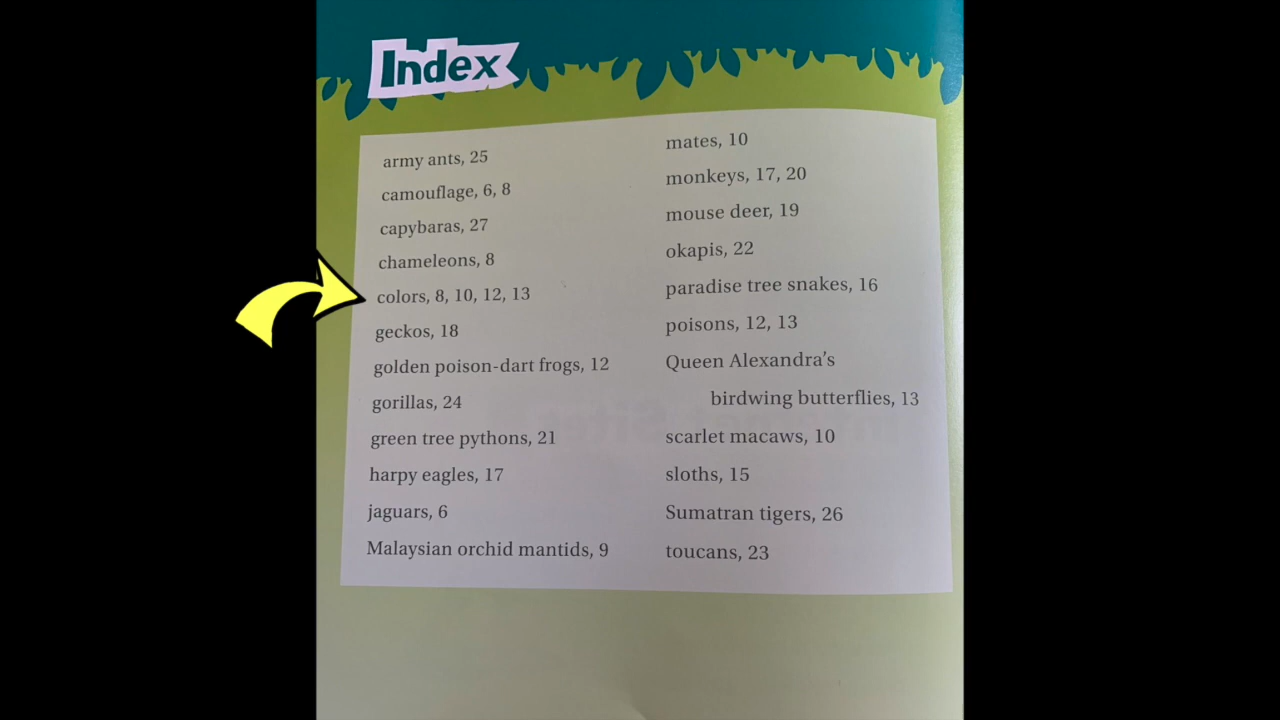 Index
army ants, 25
camouflage, 6, 8
capybaras, 27
chameleons, 8
colors, 8, 10, 12, 13
geckos, 18
golden poison-dart frogs, 12
gorillas, 24
green tree pythons, 21
harpy eagles, 17
jaguars, 6
Malaysian orchid mantids, 9
mates, 10
monkeys, 17, 20
mouse deer, 19
okapis, 22
paradise tree snakes, 16
poisons, 12, 13
Queen Alexandra's
birdwing butterflies, 13
scarlet macaws, 10
sloths, 15
Sumatran tigers, 26
toucans, 23